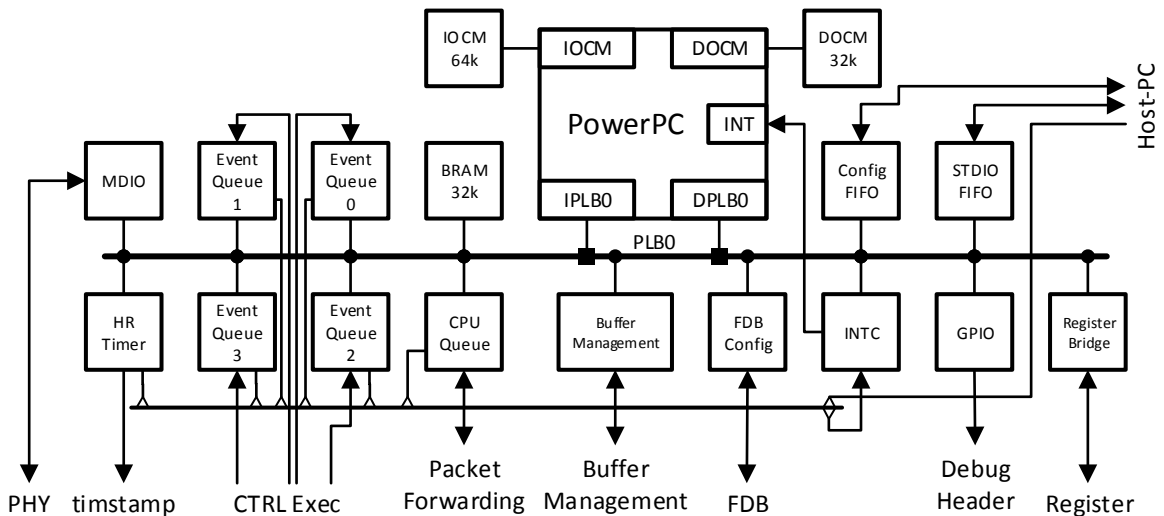 IOCM
64k
IOCM
DOCM
DOCM
32k
PowerPC
INT
Host-PC
MDIO
Event
Queue
1
Event
Queue
0
BRAM
32k
IPLB0
DPLB0
Config
FIFO
STDIO
FIFO
PLB0
HR
Timer
Event
Queue
3
Event
Queue
2
CPU
Queue
Buffer
Management
FDB
Config
INTC
GPIO
Register
Bridge
PHY
timstamp
CTRL Exec
Packet
Forwarding
Buffer
Management
FDB
Debug
Header
Register